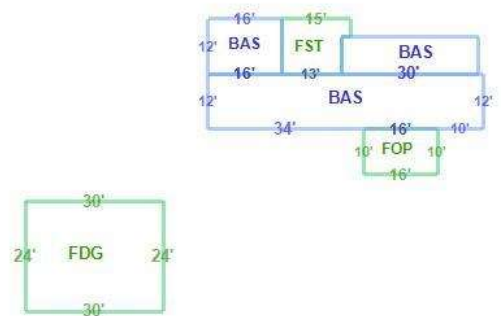 16' 15'
12' BAS FST BAS
16' 13' 30'
12' BAS 12'
34' 16' 10'
10' FOP 10'
16'
30'
24' FDG 24'
30'